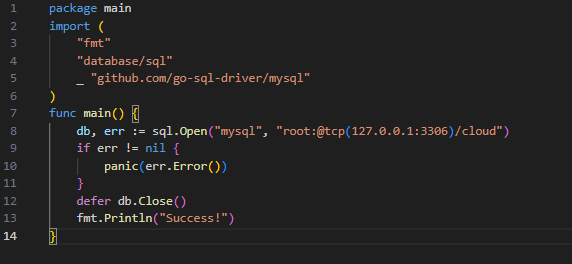 1 package main
2 import (
3     "fmt"
4     "database/sql"
5     _ "github.com/go-sql-driver/mysql"
6 )
7 func main() {
8     db, err := sql.Open("mysql", "root:@tcp(127.0.0.1:3306)/cloud")
9     if err != nil {
10         panic(err.Error())
11     }
12     defer db.Close()
13     fmt.Println("Success!")
14 }